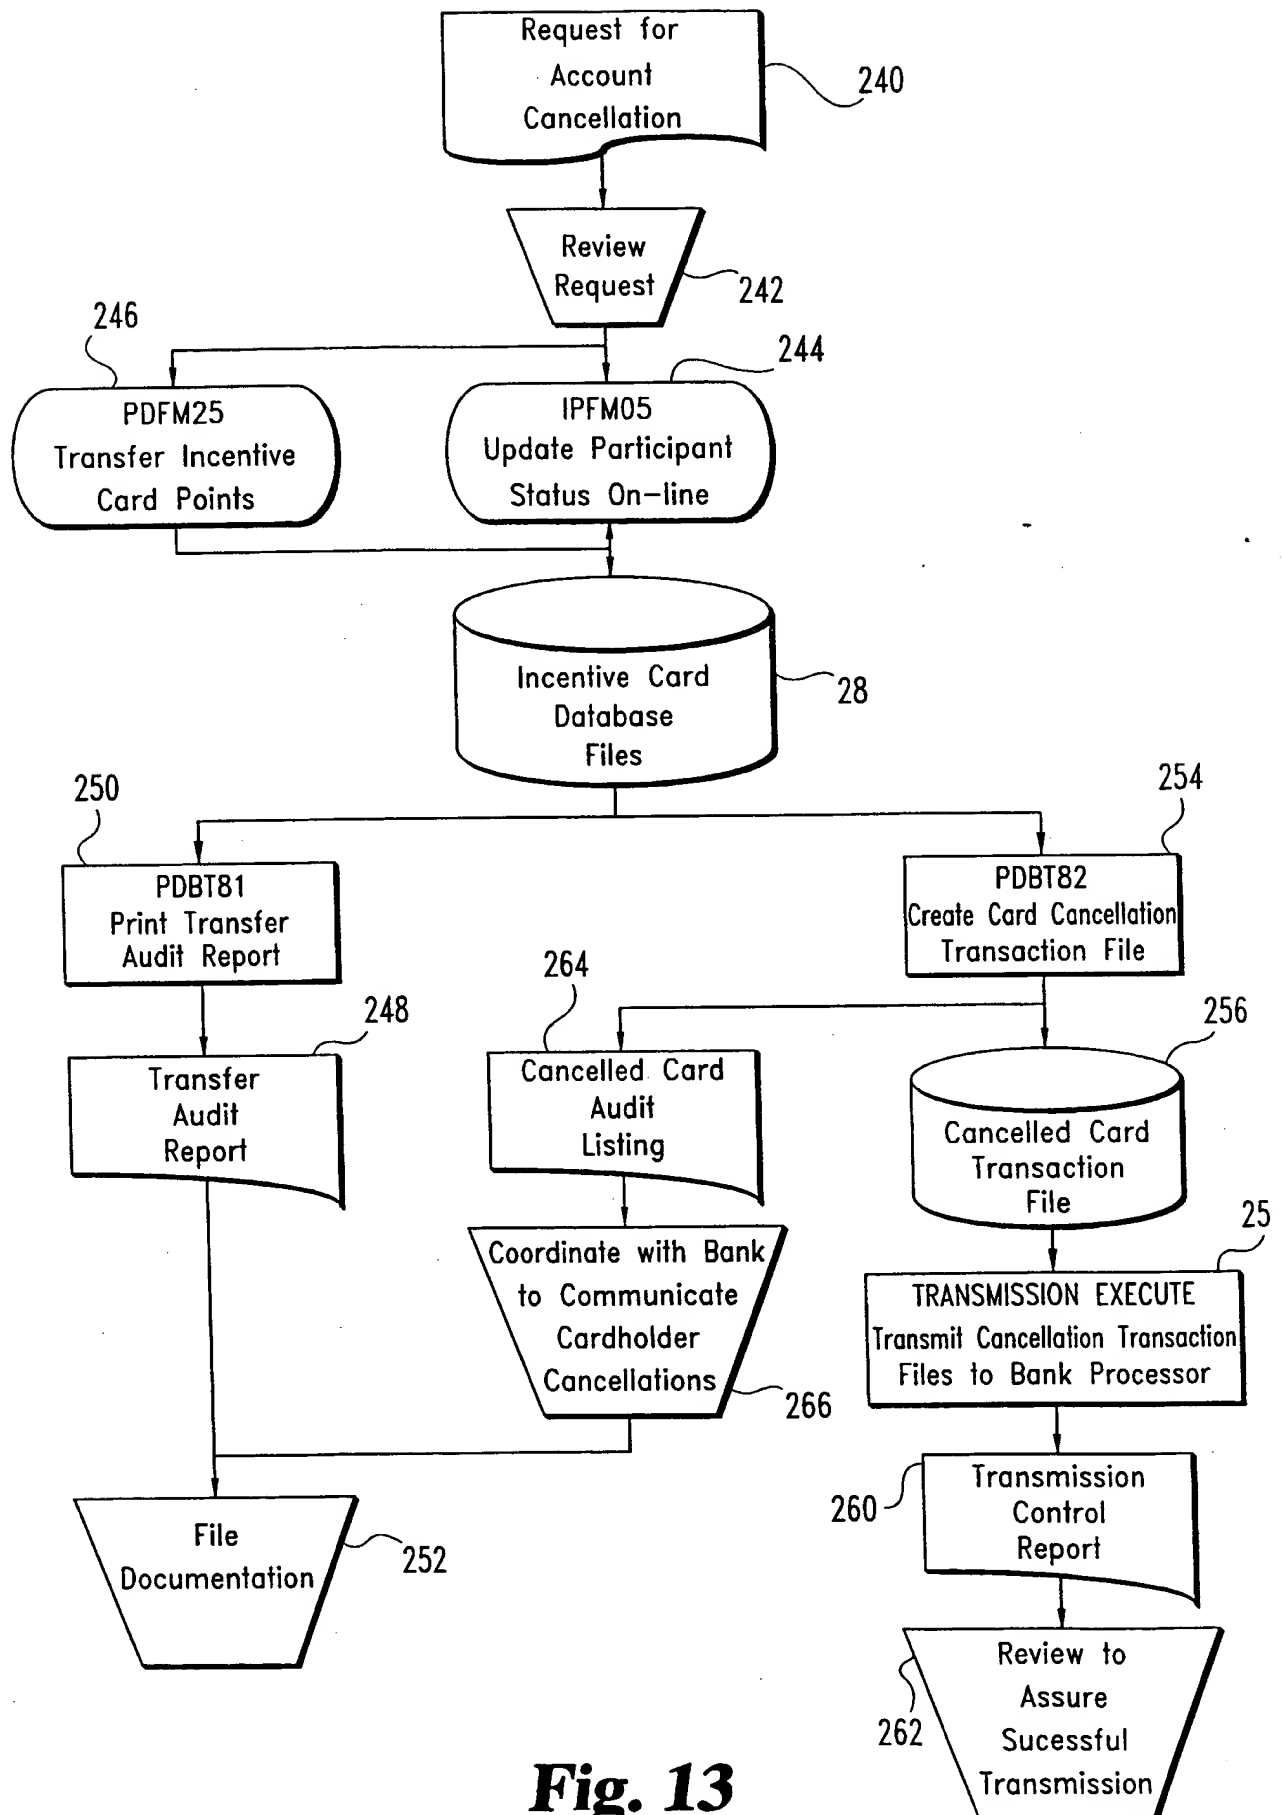 Request for
Account
Cancellation
240
Review
Request
242
246
244
PDFM25
Transfer Incentive
Card Points
IPFM05
Update Participant
Status On-line
Incentive Card
Database
Files
28
250
254
PDBT81
Print Transfer
Audit Report
PDBT82
Create Card Cancellation
Transaction File
264
248
256
Transfer
Audit
Report
Cancelled Card
Audit
Listing
Cancelled Card
Transaction
File
25
Coordinate with Bank
to Communicate
Cardholder
Cancellations
266
TRANSMISSION EXECUTE
Transmit Cancellation Transaction
Files to Bank Processor
260
Transmission
Control
Report
File
Documentation
252
262
Review to
Assure
Sucessful
Transmission
Fig. 13